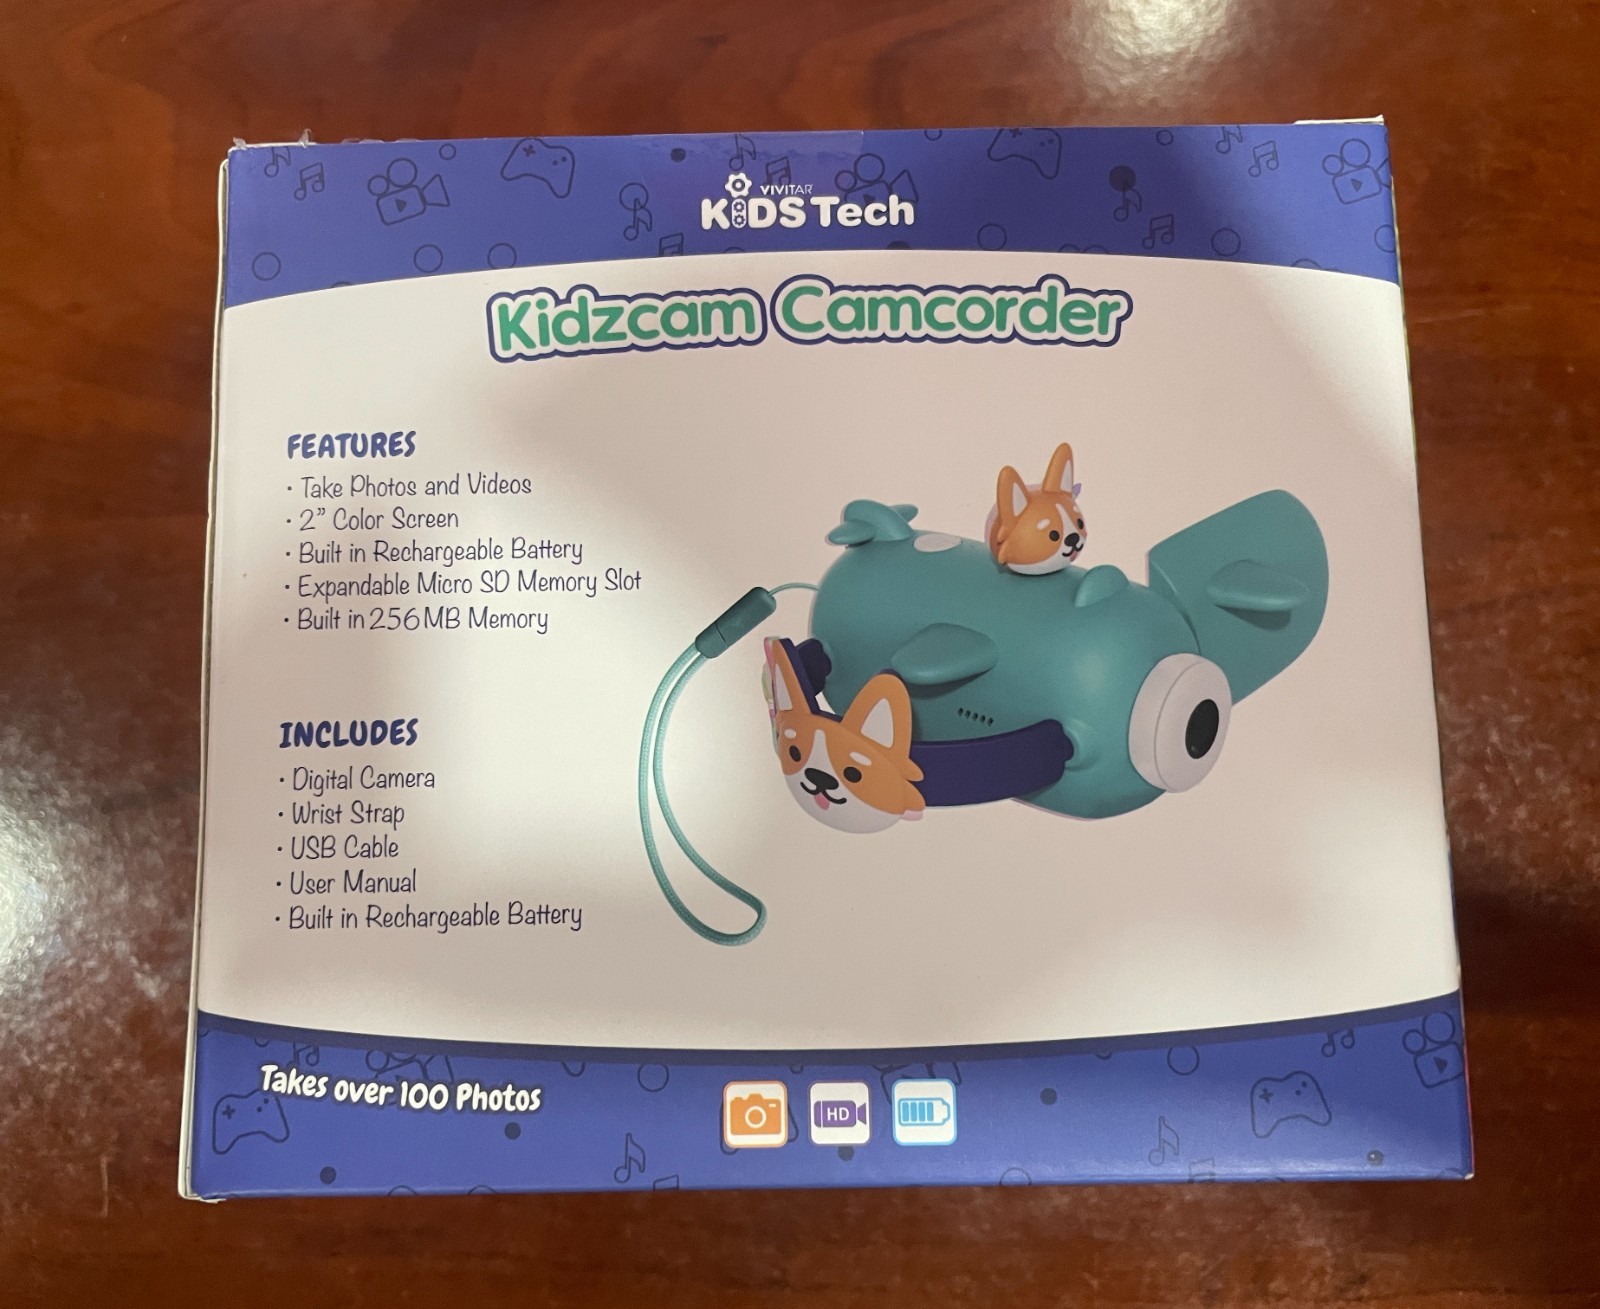 VIVITAR
KIDS Tech
Kidzcam Camcorder
FEATURES
· Take Photos and Videos
· 2” Color Screen
· Built in Rechargeable Battery
· Expandable Micro SD Memory Slot
· Built in 256MB Memory
INCLUDES
· Digital Camera
· Wrist Strap
· USB Cable
· User Manual
· Built in Rechargeable Battery
Takes over 100 Photos
HD